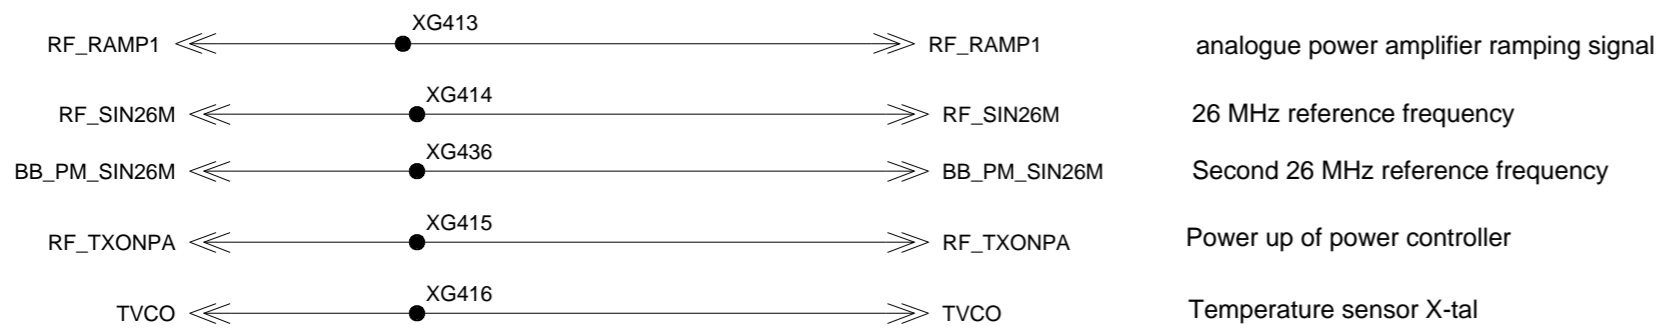 XG413
RF_RAMP1 RF_RAMP1 analogue power amplifier ramping signal
XG414
RF_SIN26M RF_SIN26M 26 MHz reference frequency
XG436
BB_PM_SIN26M BB_PM_SIN26M Second 26 MHz reference frequency
XG415
RF_TXONPA RF_TXONPA Power up of power controller
XG416
TVCO TVCO Temperature sensor X-tal